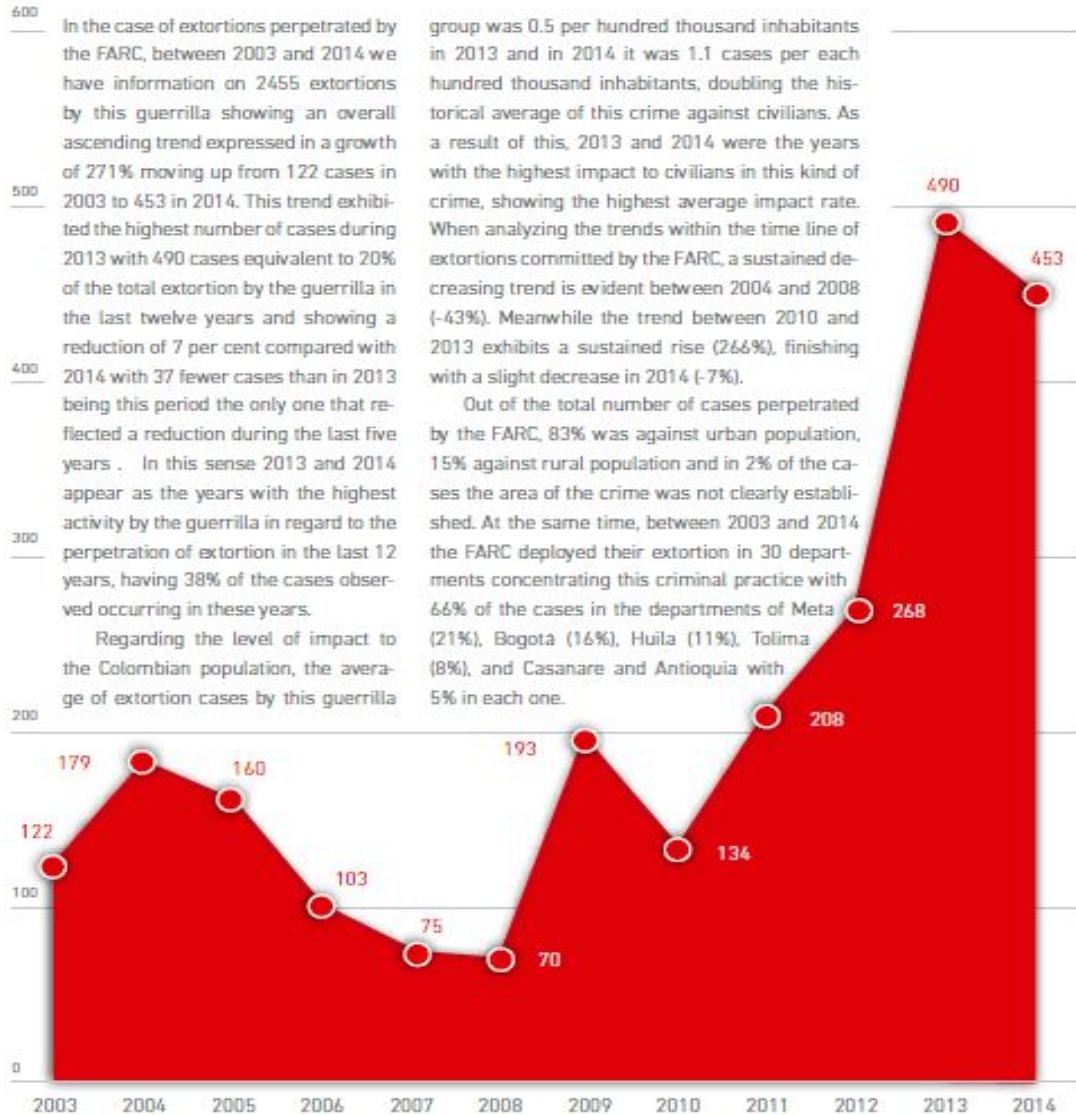 600
In the case of extortions perpetrated by
the FARC, between 2003 and 2014 we
have information on 2455 extortions
by this guerrilla showing an overall
ascending trend expressed in a growth
of 271% moving up from 122 cases in
2003 to 453 in 2014. This trend exhibi-
ted the highest number of cases during
2013 with 490 cases equivalent to 20%
of the total extortion by the guerrilla in
the last twelve years and showing a
reduction of 7 per cent compared with
2014 with 37 fewer cases than in 2013
being this period the only one that re-
flected a reduction during the last five
years . In this sense 2013 and 2014
appear as the years with the highest
activity by the guerrilla in regard to the
perpetration of extortion in the last 12
years, having 38% of the cases obser-
ved occurring in these years.
Regarding the level of impact to
the Colombian population, the avera-
ge of extortion cases by this guerrilla
group was 0.5 per hundred thousand inhabitants
in 2013 and in 2014 it was 1.1 cases per each
hundred thousand inhabitants, doubling the his-
torical average of this crime against civilians. As
a result of this, 2013 and 2014 were the years
with the highest impact to civilians in this kind of
crime, showing the highest average impact rate.
When analyzing the trends within the time line of
extortions committed by the FARC, a sustained de-
creasing trend is evident between 2004 and 2008
(-43%). Meanwhile the trend between 2010 and
2013 exhibits a sustained rise (266%), finishing
with a slight decrease in 2014 (-7%).
Out of the total number of cases perpetrated
by the FARC, 83% was against urban population,
15% against rural population and in 2% of the ca-
ses the area of the crime was not clearly establi-
shed. At the same time, between 2003 and 2014
the FARC deployed their extortion in 30 depart-
ments concentrating this criminal practice with
66% of the cases in the departments of Meta
(21%), Bogotá (16%), Huila (11%), Tolima
(8%), and Casanare and Antioquia with
5% in each one.
500
400
300
200
100
0
122
179
160
103
75
70
193
134
208
268
490
453
2003 2004 2005 2006 2007 2008 2009 2010 2011 2012 2013 2014